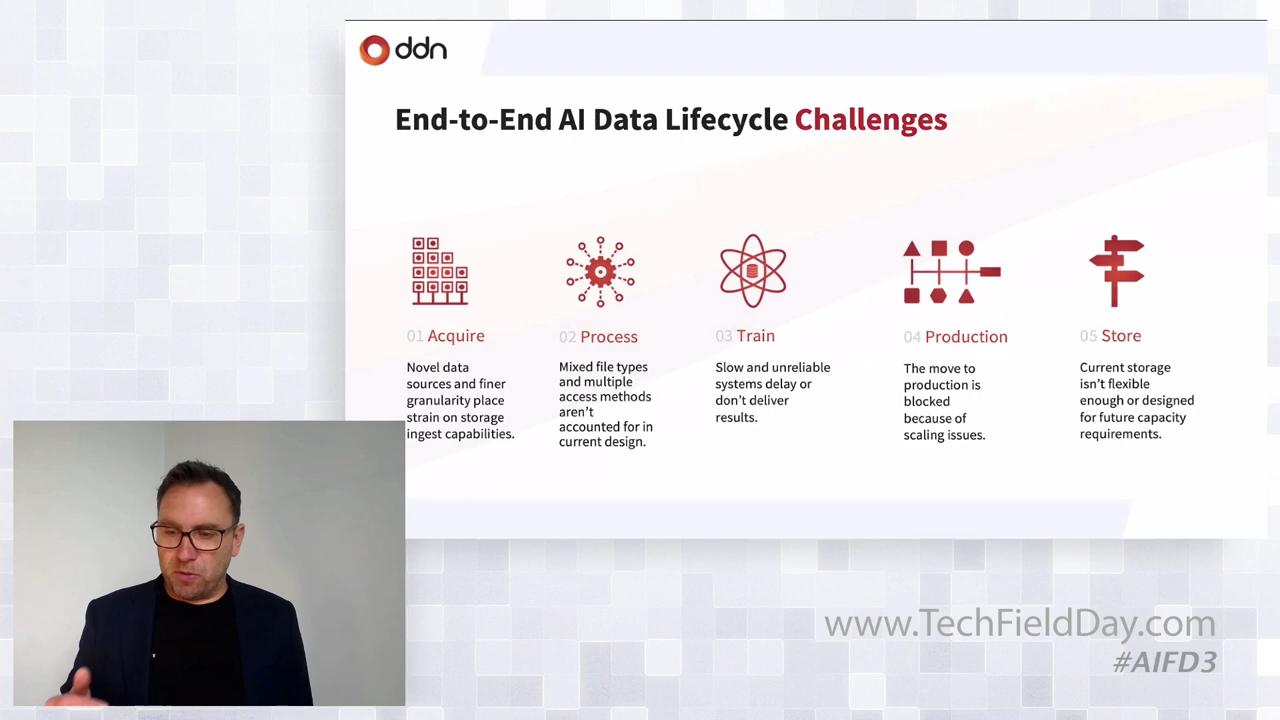 ddn
End-to-End AI Data Lifecycle Challenges
01 Acquire
Novel data
sources and finer
granularity place
strain on storage
ingest capabilities.
02 Process
Mixed file types
and multiple
access methods
aren't
accounted for in
current design.
03 Train
Slow and unreliable
systems delay or
don't deliver
results.
04 Production
The move to
production is
blocked
because of
scaling issues.
05 Store
Current storage
isn't flexible
enough or designed
for future capacity
requirements.
www.TechFieldDay.com
#AIFD3